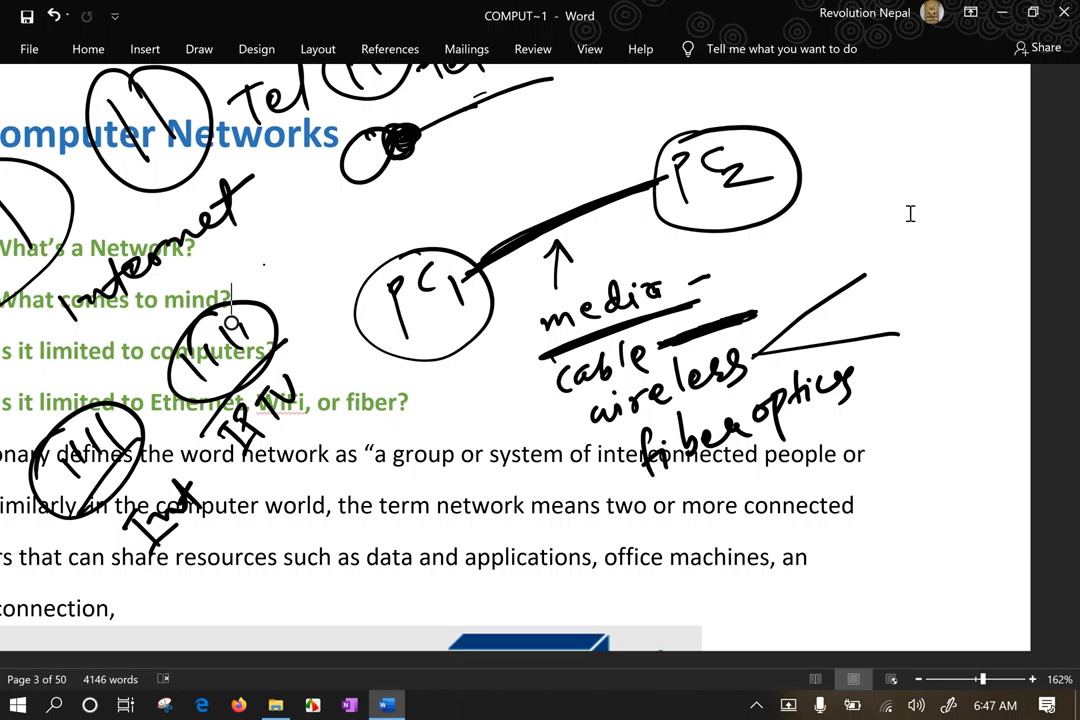 COMPUT~1 - Word
Revolution Nepal
File Home Insert Draw Design Layout References Mailings Review View Help Tell me what you want to do Share
Tel
omputer Networks
PC2
Internet
What's a Network?
PC1
What comes to mind?
media
s it limited to computers?
cable
wireless
s it limited to Ethernet, WiFi, or fiber?
IPTV
fiber optics
onary defines the word network as “a group or system of interconnected people or
similarly, in the computer world, the term network means two or more connected
Int
rs that can share resources such as data and applications, office machines, an
connection,
Page 3 of 50 4146 words 162%
6:47 AM